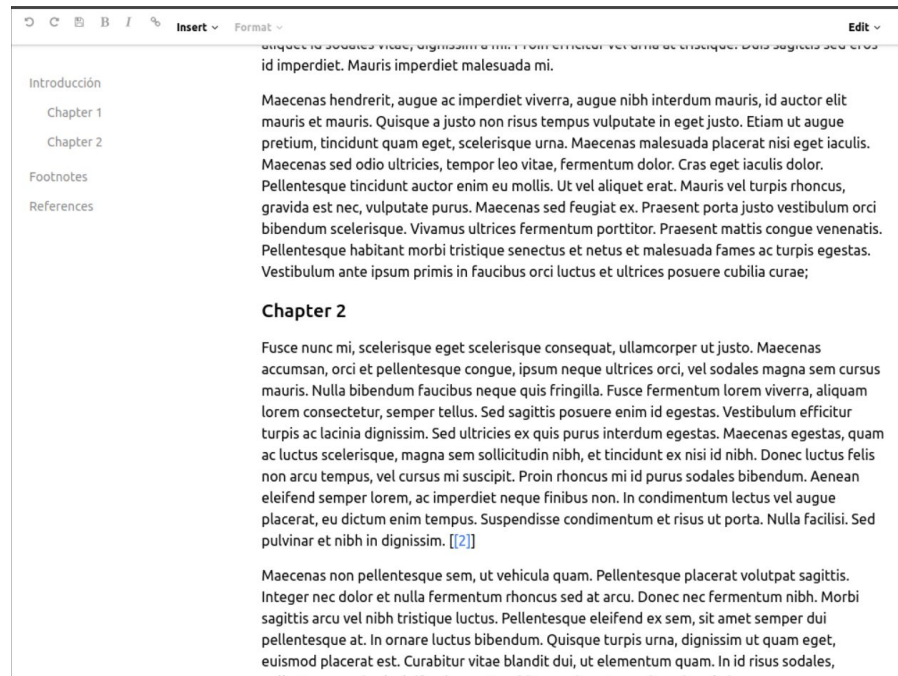 B I Insert Format Edit
Introducción
Chapter 1
Chapter 2
Footnotes
References
aliquet id sodales vitae, dignissim a mi. Proin efficitur vel urna at tristique. Duis sagittis sed eros
id imperdiet. Mauris imperdiet malesuada mi.
Maecenas hendrerit, augue ac imperdiet viverra, augue nibh interdum mauris, id auctor elit
mauris et mauris. Quisque a justo non risus tempus vulputate in eget justo. Etiam ut augue
pretium, tincidunt quam eget, scelerisque urna. Maecenas malesuada placerat nisi eget iaculis.
Maecenas sed odio ultricies, tempor leo vitae, fermentum dolor. Cras eget iaculis dolor.
Pellentesque tincidunt auctor enim eu mollis. Ut vel aliquet erat. Mauris vel turpis rhoncus,
gravida est nec, vulputate purus. Maecenas sed feugiat ex. Praesent porta justo vestibulum orci
bibendum scelerisque. Vivamus ultrices fermentum porttitor. Praesent mattis congue venenatis.
Pellentesque habitant morbi tristique senectus et netus et malesuada fames ac turpis egestas.
Vestibulum ante ipsum primis in faucibus orci luctus et ultrices posuere cubilia curae;
Chapter 2
Fusce nunc mi, scelerisque eget scelerisque consequat, ullamcorper ut justo. Maecenas
accumsan, orci et pellentesque congue, ipsum neque ultrices orci, vel sodales magna sem cursus
mauris. Nulla bibendum faucibus neque quis fringilla. Fusce fermentum lorem viverra, aliquam
lorem consectetur, semper tellus. Sed sagittis posuere enim id egestas. Vestibulum efficitur
turpis ac lacinia dignissim. Sed ultricies ex quis purus interdum egestas. Maecenas egestas, quam
ac luctus scelerisque, magna sem sollicitudin nibh, et tincidunt ex nisi id nibh. Donec luctus felis
non arcu tempus, vel cursus mi suscipit. Proin rhoncus mi id purus sodales bibendum. Aenean
eleifend semper lorem, ac imperdiet neque finibus non. In condimentum lectus vel augue
placerat, eu dictum enim tempus. Suspendisse condimentum et risus ut porta. Nulla facilisi. Sed
pulvinar et nibh in dignissim. [[2]]
Maecenas non pellentesque sem, ut vehicula quam. Pellentesque placerat volutpat sagittis.
Integer nec dolor et nulla fermentum rhoncus sed at arcu. Donec nec fermentum nibh. Morbi
sagittis arcu vel nibh tristique luctus. Pellentesque eleifend ex sem, sit amet semper dui
pellentesque at. In ornare luctus bibendum. Quisque turpis urna, dignissim ut quam eget,
euismod placerat est. Curabitur vitae blandit dui, ut elementum quam. In id risus sodales,